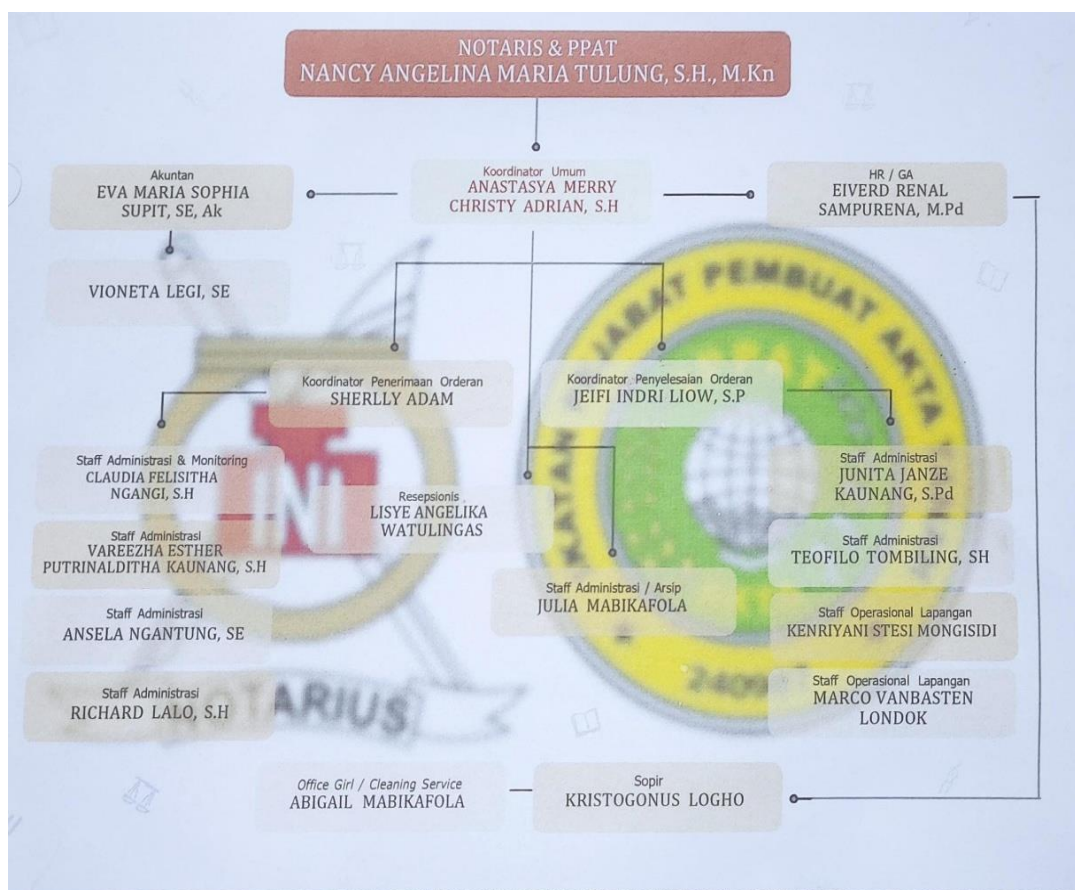 NOTARIS & PPAT
NANCY ANGELINA MARIA TULUNG, S.H., M.Kn
Akuntan
EVA MARIA SOPHIA
SUPIT, SE, Ak
Koordinator Umum
ANASTASYA MERRY
CHRISTY ADRIAN, S.H
HR / GA
EIVERD RENAL
SAMPURENA, M.Pd
VIONETA LEGI, SE
Koordinator Penerimaan Orderan
SHERLLY ADAM
Koordinator Penyelesaian Orderan
JEIFI INDRI LIOW, S.P
Staff Administrasi & Monitoring
CLAUDIA FELISITHA
NGANGI, S.H
Staff Administrasi
VAREEZHA ESTHER
PUTRINALDITHA KAUNANG, S.H
Staff Administrasi
ANSELA NGANTUNG, SE
Staff Administrasi
RICHARD LALO, S.H
Resepsionis
LISYE ANGELIKA
WATULINGAS
Staff Administrasi / Arsip
JULIA MABIKAFOLA
Staff Administrasi
JUNITA JANZE
KAUNANG, S.Pd
Staff Administrasi
TEOFILO TOMBILING, SH
Staff Operasional Lapangan
KENRIYANI STESI MONGISIDI
Staff Operasional Lapangan
MARCO VANBASTEN
LONDOK
Office Girl / Cleaning Service
ABIGAIL MABIKAFOLA
Sopir
KRISTOGONUS LOGHO
INI
PEMBUAT AKTA